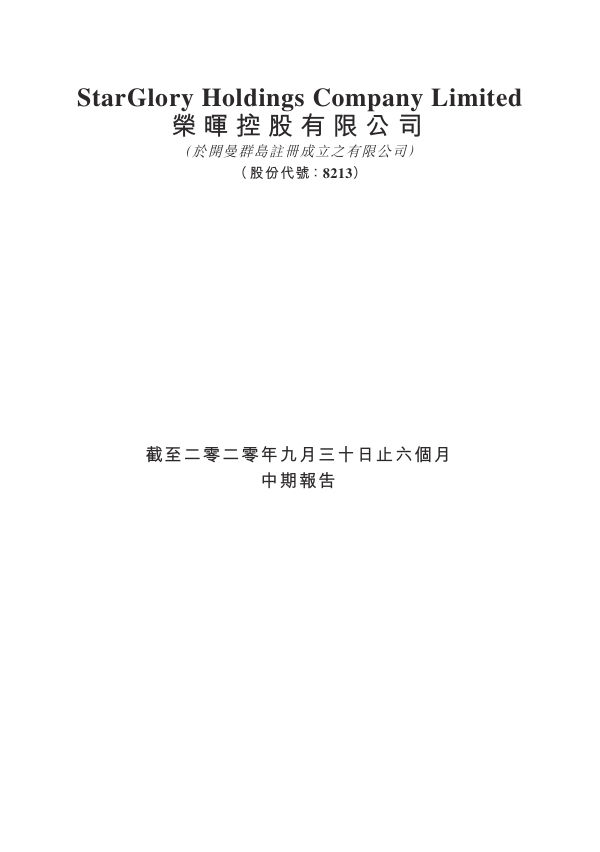 StarGlory Holdings Company Limited
榮暉控股有限公司
（於開曼群島註冊成立之有限公司）
（股份代號：8213）
截至二零二零年九月三十日止六個月
中期報告